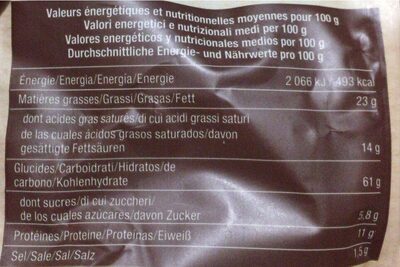 Valeurs énergétiques et nutritionnelles moyennes pour 100 g
Valori energetici e nutrizionali medi per 100 g
Valores energéticos y nutricionales medios por 100 g
Durchschnittliche Energie- und Nährwerte pro 100 g
Énergie/Energia/Energía/Energie 2 066 kJ / 493 kcal
Matières grasses/Grassi/Grasas/Fett 23 g
dont acides gras saturés/di cui acidi grassi saturi
de las cuales ácidos grasos saturados/davon
gesättigte Fettsäuren 14 g
Glucides/Carboidrati/Hidratos/de
carbono/Kohlenhydrate 61 g
dont sucres/di cui zuccheri/
de los cuales azúcares/davon Zucker 5,8 g
Protéines/Proteine/Proteínas/Eiweiß 11 g
Sel/Sale/Sal/Salz 1,5 g